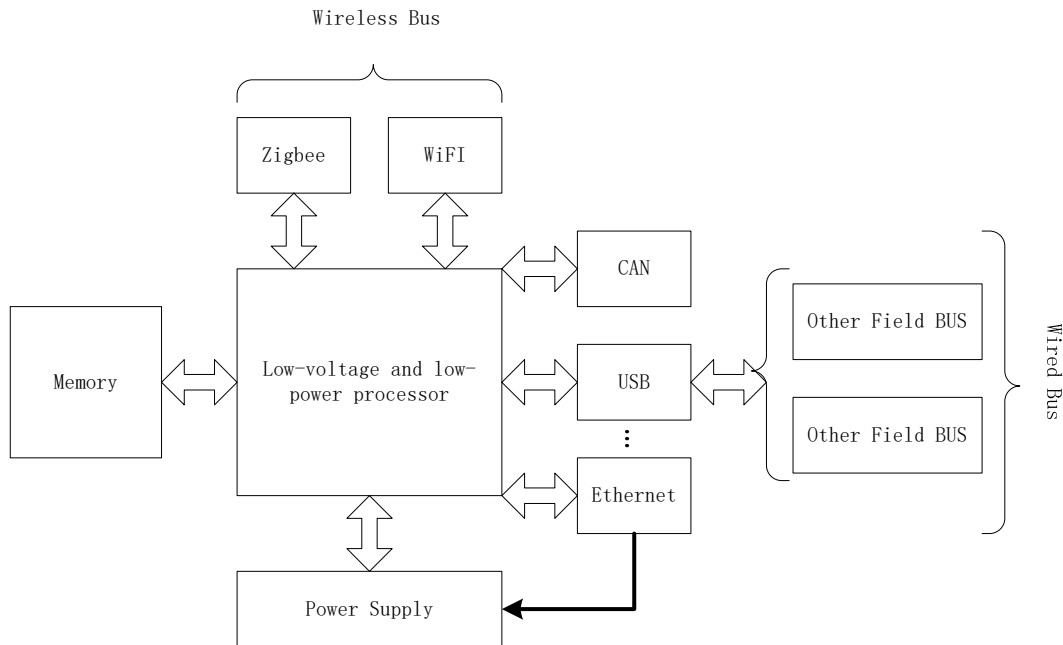 Wireless Bus
Zigbee
WiFI
CAN
Other Field BUS
Memory
Low-voltage and low-
power processor
USB
Wired Bus
Other Field BUS
Ethernet
Power Supply